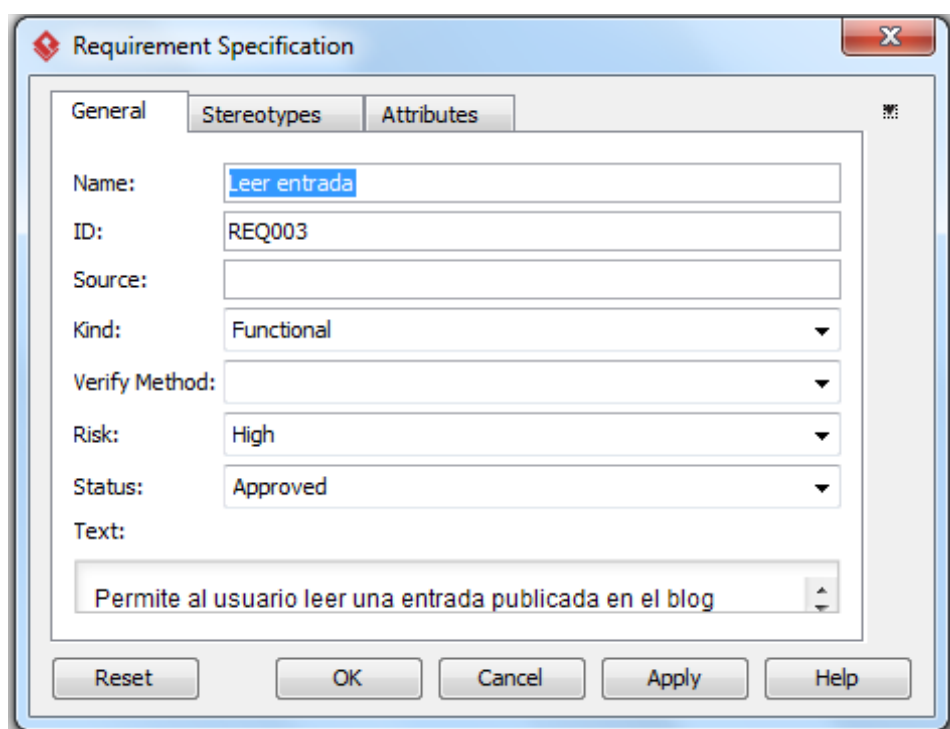 Requirement Specification
General Stereotypes Attributes
Name: Leer entrada
ID: REQ003
Source:
Kind: Functional
Verify Method:
Risk: High
Status: Approved
Text:
Permite al usuario leer una entrada publicada en el blog
Reset OK Cancel Apply Help